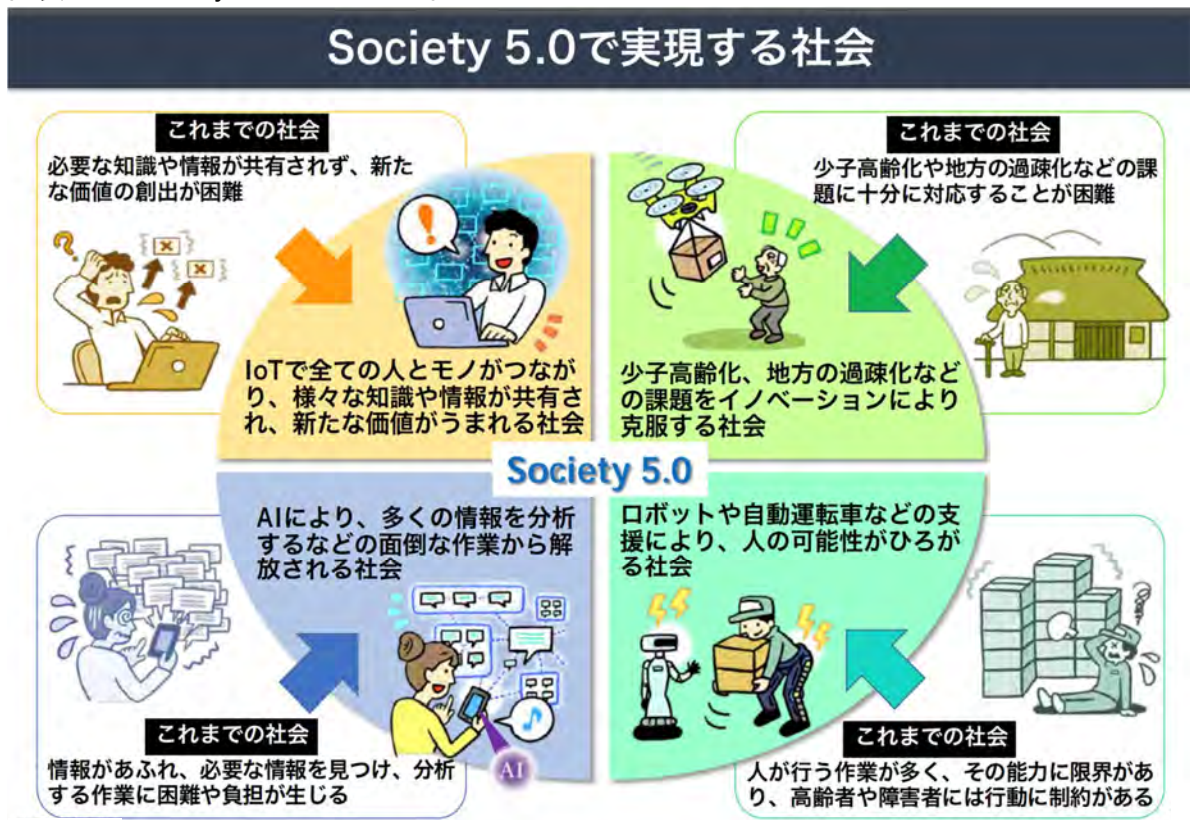 Society 5.0で実現する社会
これまでの社会
必要な知識や情報が共有されず、新た
な価値の創出が困難
IoTで全ての人とモノがつなが
り、様々な知識や情報が共有さ
れ、新たな価値がうまれる社会
これまでの社会
少子高齢化や地方の過疎化などの課
題に十分に対応することが困難
少子高齢化、地方の過疎化など
の課題をイノベーションにより
克服する社会
Society 5.0
AIにより、多くの情報を分析
するなどの面倒な作業から解
放される社会
AI
これまでの社会
情報があふれ、必要な情報を見つけ、分析
する作業に困難や負担が生じる
ロボットや自動運転車などの支
援により、人の可能性がひろが
る社会
これまでの社会
人が行う作業が多く、その能力に限界があ
り、高齢者や障害者には行動に制約がある